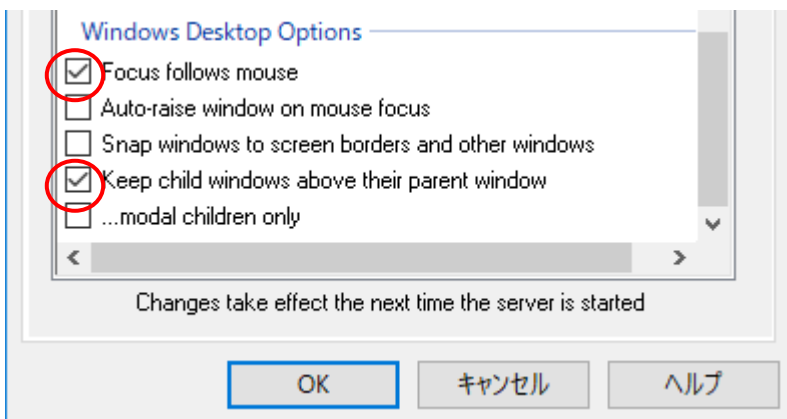 Windows Desktop Options
Focus follows mouse
Auto-raise window on mouse focus
Snap windows to screen borders and other windows
Keep child windows above their parent window
...modal children only
Changes take effect the next time the server is started
OK キャンセル ヘルプ